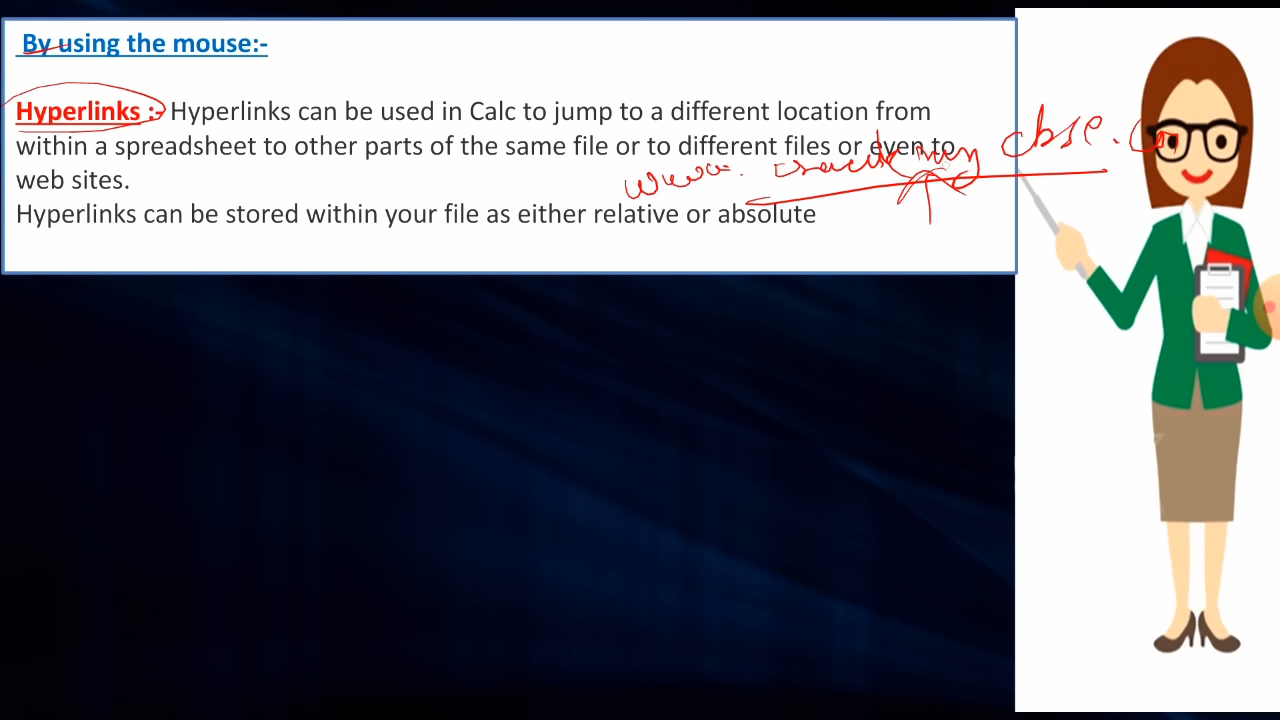 By using the mouse:-
Hyperlinks :- Hyperlinks can be used in Calc to jump to a different location from
within a spreadsheet to other parts of the same file or to different files or even to
web sites.
www. cbse.
Hyperlinks can be stored within your file as either relative or absolute